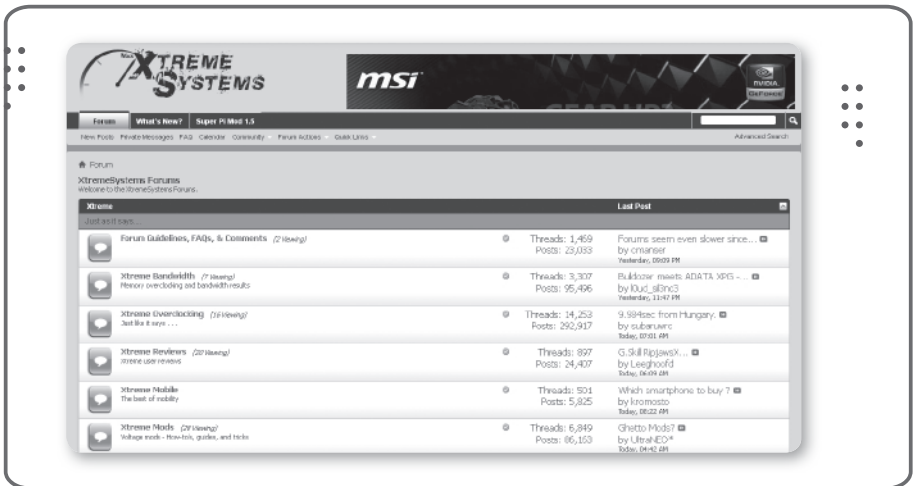 XTREME
SYSTEMS
msi
NVIDIA
GEFORCE
GEAR UP!
Forum What's New? Super Pi Mod 1.5
New Posts Private Messages FAQ Calendar Community Forum Actions Quick Links Advanced Search
Forum
XtremeSystems Forums
Welcome to the XtremeSystems Forums.
Xtreme Last Post
Just as it says...
Forum Guidelines, FAQs, & Comments (2 Viewing) Threads: 1,469 Forums seem even slower since...
Posts: 23,033 by cmanser
Yesterday, 09:09 PM
Xtreme Bandwidth (7 Viewing) Threads: 3,307 Buldozer meets ADATA XPG - ...
Memory overclocking and bandwidth results Posts: 95,496 by l0ud_sil3nc3
Yesterday, 11:47 PM
Xtreme Overclocking (16 Viewing) Threads: 14,253 9.984sec from Hungary.
Just like it says . . . Posts: 292,917 by subaruwrc
Today, 07:01 AM
Xtreme Reviews (20 Viewing) Threads: 897 G.Skill RipjawsX...
Xtreme user reviews Posts: 24,407 by Leeghoofd
Today, 06:09 AM
Xtreme Mobile Threads: 501 Which smartphone to buy ?
The best of mobility Posts: 5,825 by kromosto
Today, 08:22 AM
Xtreme Mods (28 Viewing) Threads: 6,849 Ghetto Mods?
Voltage mods - How-to's, guides, and tricks Posts: 86,163 by UltraNEO*
Today, 04:42 AM